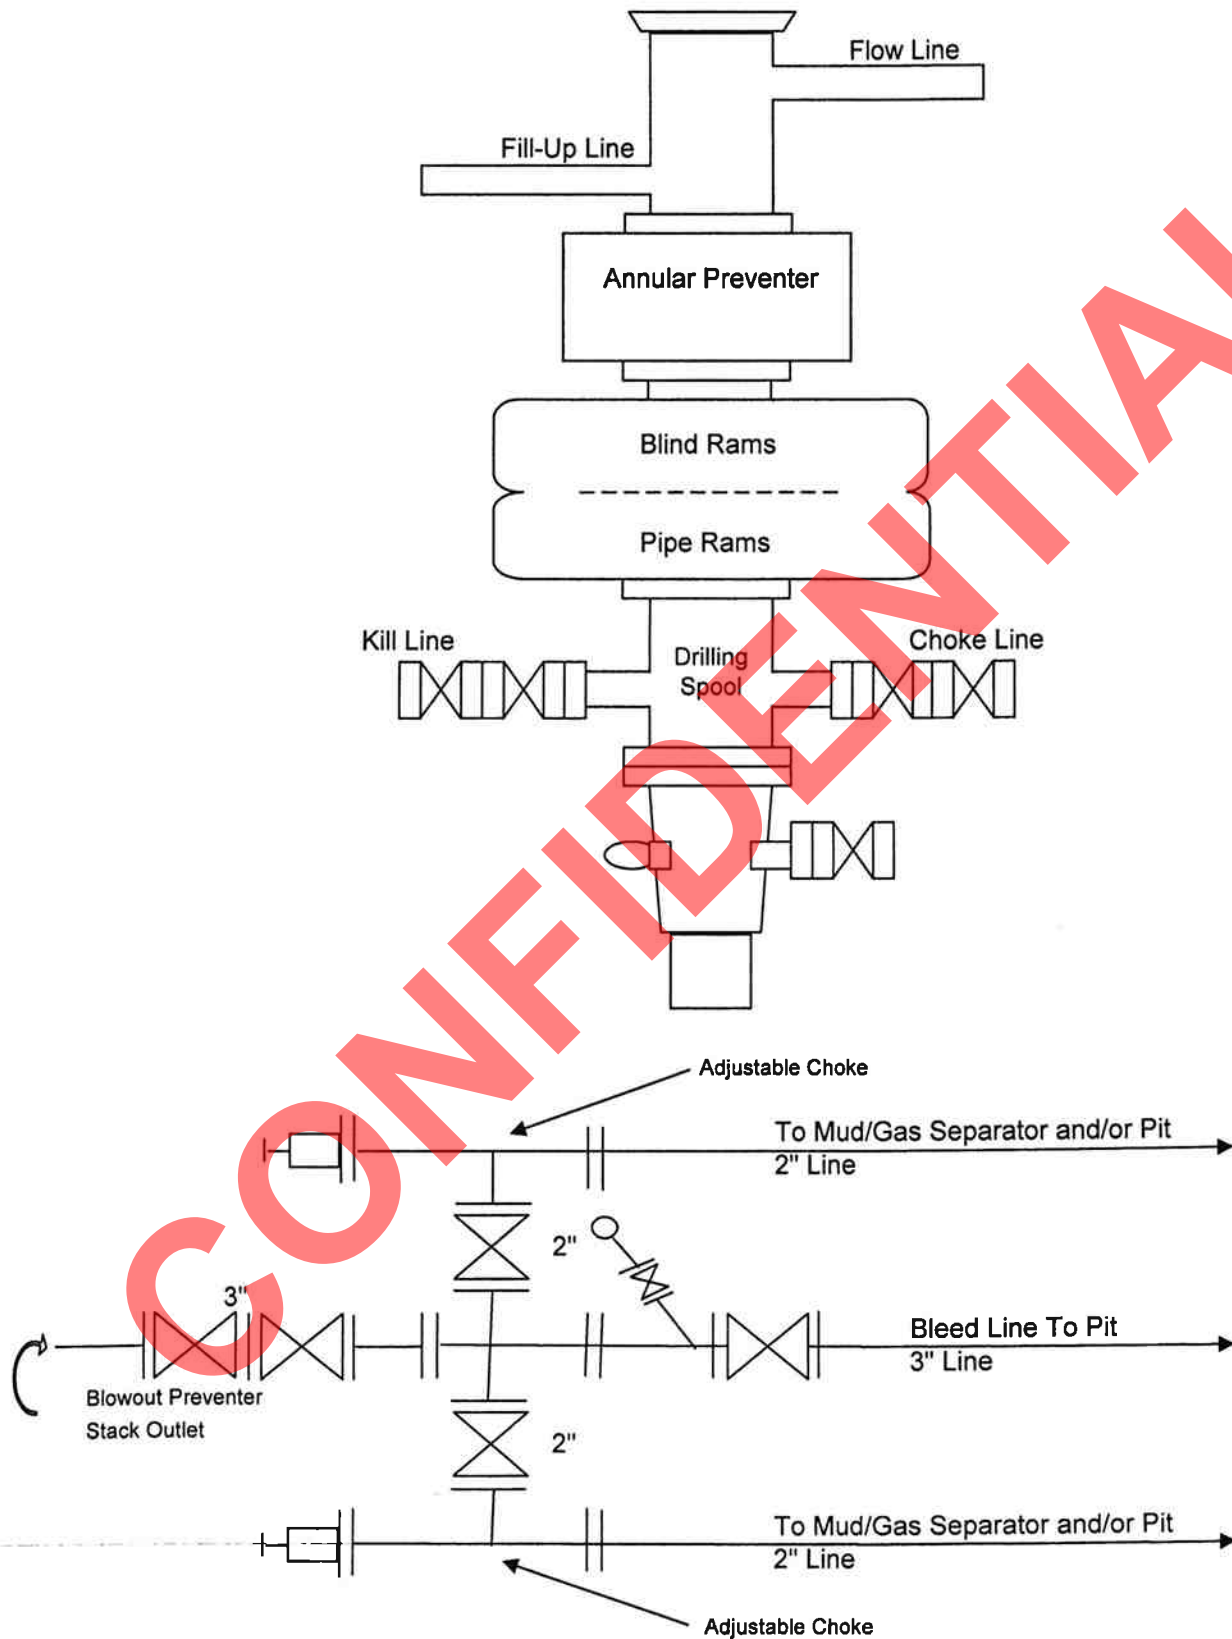 Flow Line
Fill-Up Line
Annular Preventer
Blind Rams
Pipe Rams
Kill Line
Choke Line
Drilling
Spool
CONFIDENTIAL
Adjustable Choke
To Mud/Gas Separator and/or Pit
2" Line
2"
3"
Bleed Line To Pit
3" Line
Blowout Preventer
Stack Outlet
2"
To Mud/Gas Separator and/or Pit
2" Line
Adjustable Choke